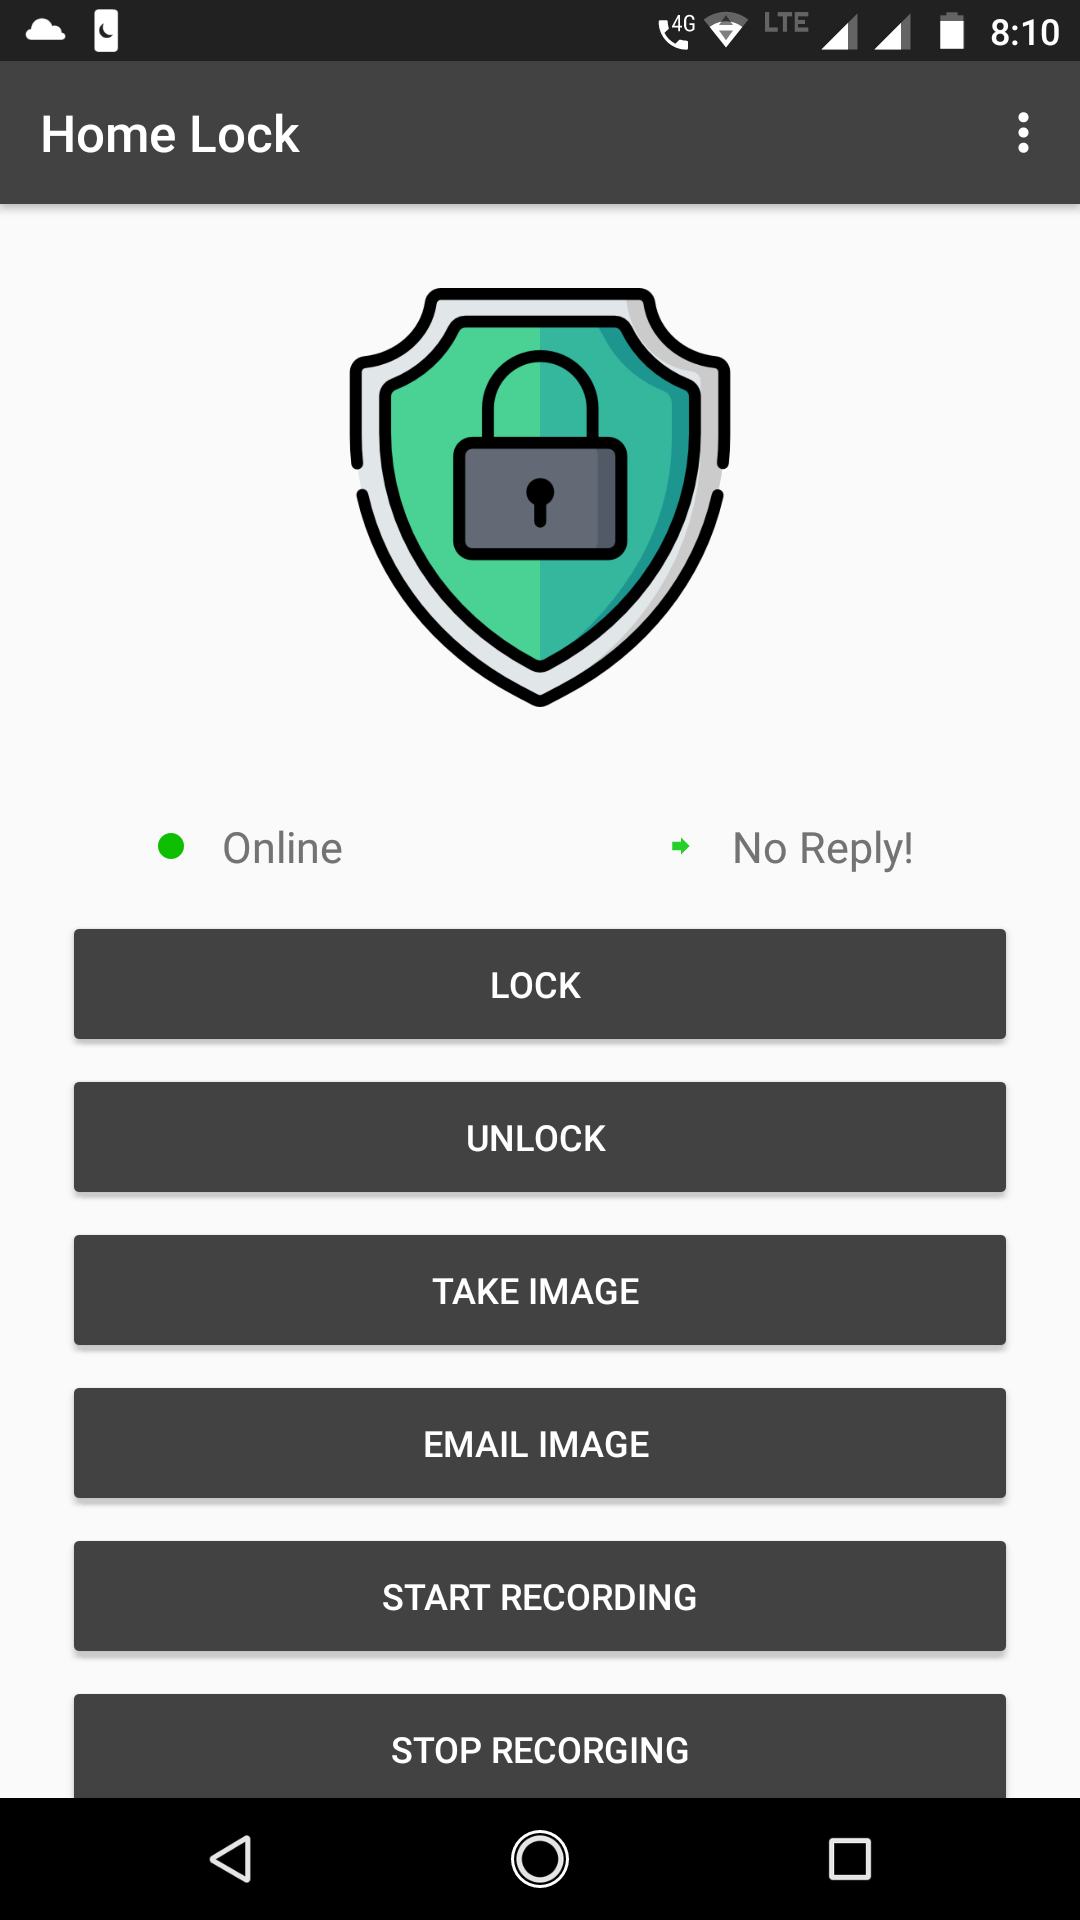 4G LTE 8:10
Home Lock
Online No Reply!
LOCK
UNLOCK
TAKE IMAGE
EMAIL IMAGE
START RECORDING
STOP RECORGING